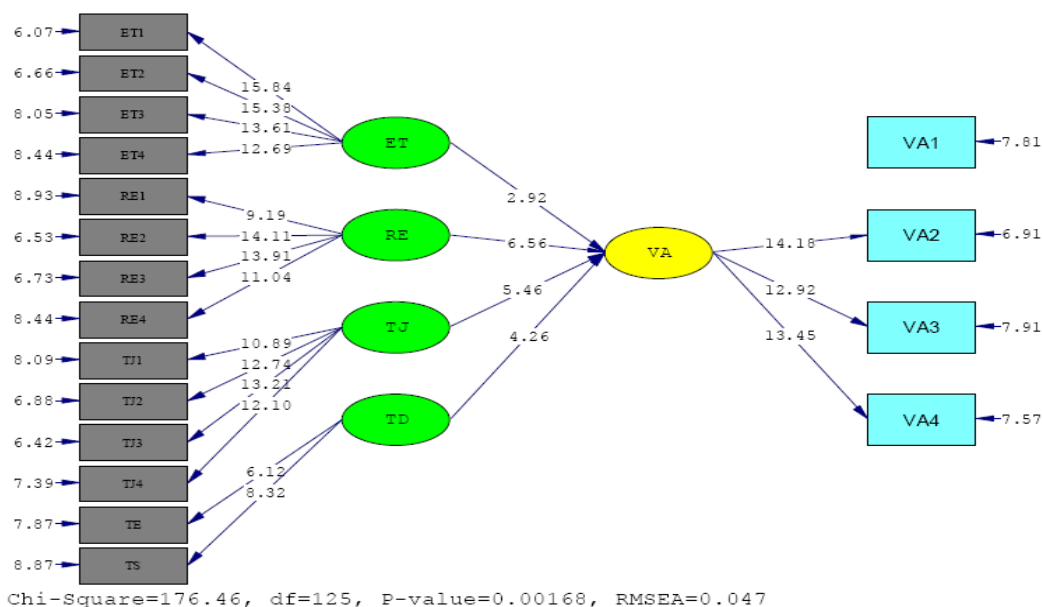 6.07 ET1
6.66 ET2
8.05 ET3
8.44 ET4
8.93 RE1
6.53 RE2
6.73 RE3
8.44 RE4
8.09 TJ1
6.88 TJ2
6.42 TJ3
7.39 TJ4
7.87 TE
8.87 TS
15.84
15.38
13.61
12.69
9.19
14.11
13.91
11.04
10.89
12.74
13.21
12.10
6.12
8.32
ET
RE
TJ
TD
2.92
6.56
5.46
4.26
VA
14.18
12.92
13.45
VA1 7.81
VA2 6.91
VA3 7.91
VA4 7.57
Chi-Square=176.46, df=125, P-value=0.00168, RMSEA=0.047